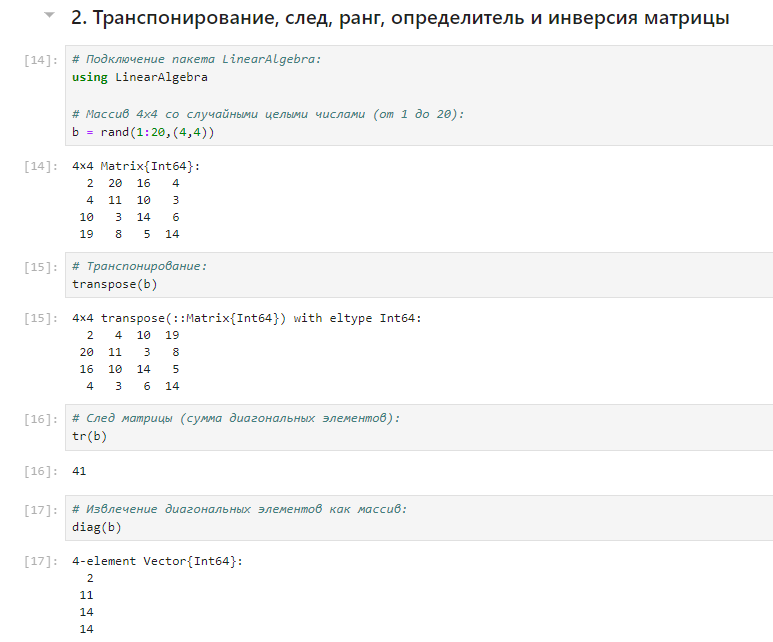 2. Транспонирование, след, ранг, определитель и инверсия матрицы
[14]: # Подключение пакета LinearAlgebra:
using LinearAlgebra
# Массив 4x4 со случайными целыми числами (от 1 до 20):
b = rand(1:20,(4,4))
[14]: 4×4 Matrix{Int64}:
2 20 16 4
4 11 10 3
10 3 14 6
19 8 5 14
[15]: # Транспонирование:
transpose(b)
[15]: 4×4 transpose(::Matrix{Int64}) with eltype Int64:
2 4 10 19
20 11 3 8
16 10 14 5
4 3 6 14
[16]: # След матрицы (сумма диагональных элементов):
tr(b)
[16]: 41
[17]: # Извлечение диагональных элементов как массив:
diag(b)
[17]: 4-element Vector{Int64}:
2
11
14
14